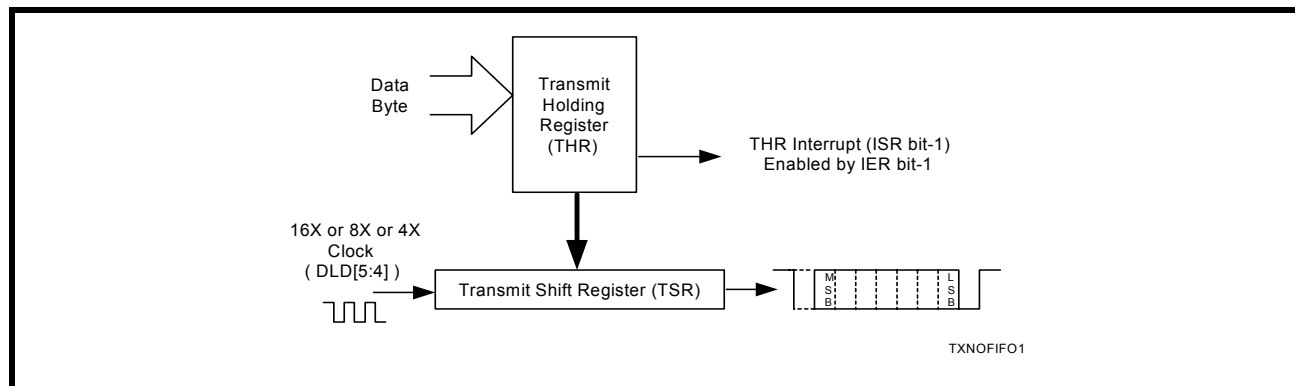 Data
Byte
Transmit
Holding
Register
(THR)
THR Interrupt (ISR bit-1)
Enabled by IER bit-1
16X or 8X or 4X
Clock
( DLD[5:4] )
Transmit Shift Register (TSR)
M
S
B
L
S
B
TXNOFIFO1